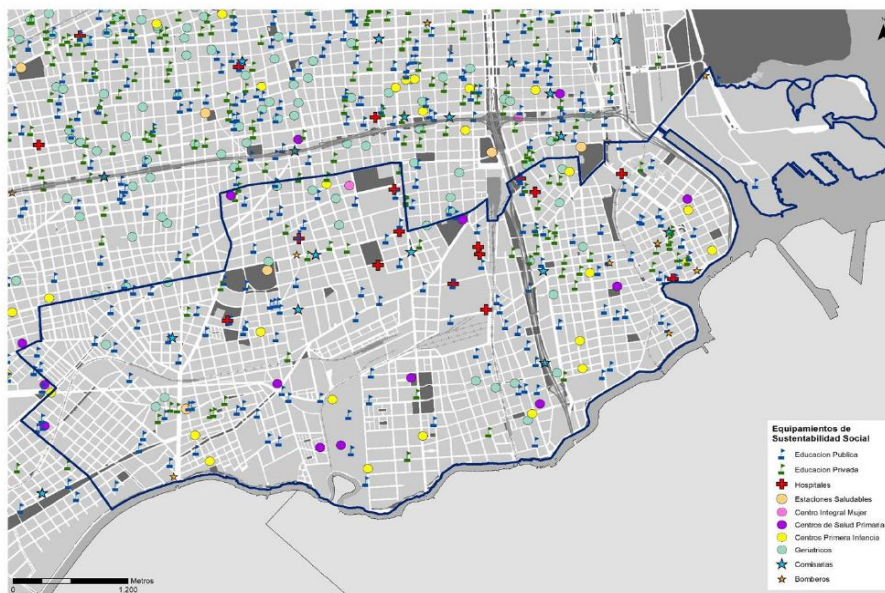 Equipamientos de
Sustentabilidad Social
Educacion Publica
Educacion Privada
Hospitales
Estaciones Saludables
Centro Integral Mujer
Centros de Salud Primaria
Centros Primera Infancia
Geriatricos
Comisarias
Bomberos
Metros
0 1.200